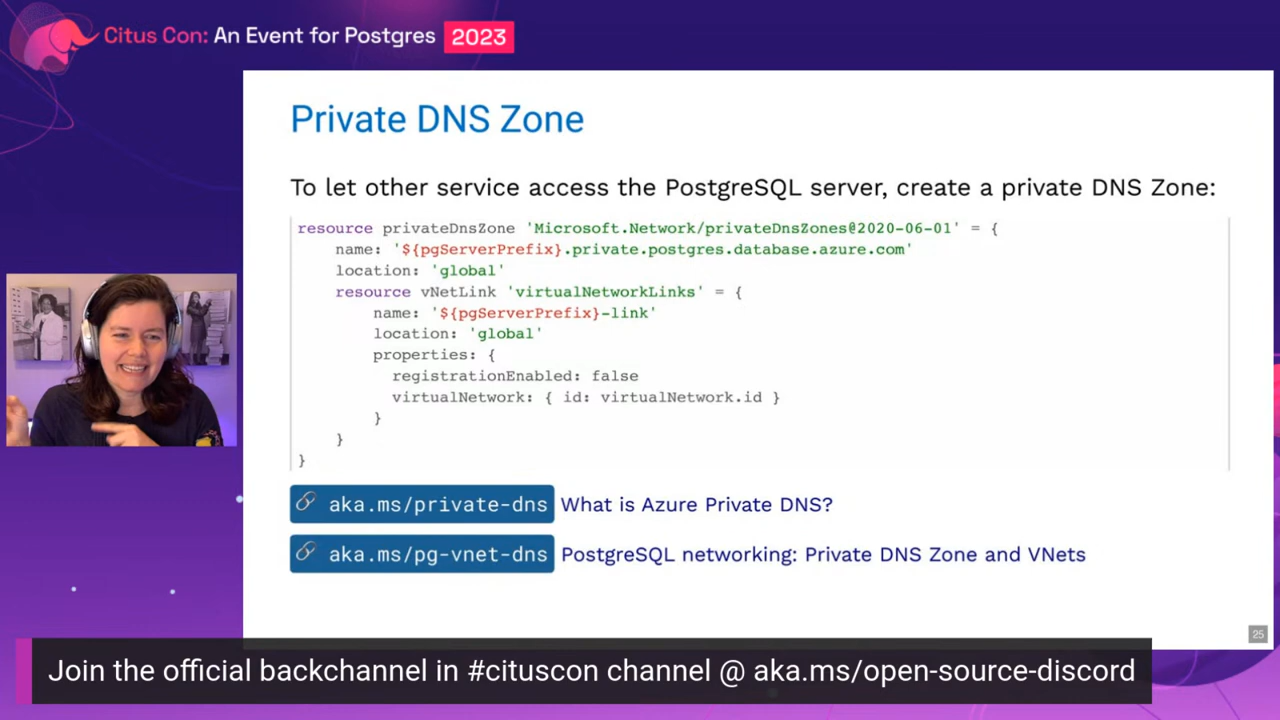 Citus Con: An Event for Postgres 2023
Private DNS Zone
To let other service access the PostgreSQL server, create a private DNS Zone:
resource privateDnsZone 'Microsoft.Network/privateDnsZones@2020-06-01' = {
name: '${pgServerPrefix}.private.postgres.database.azure.com'
location: 'global'
resource vNetLink 'virtualNetworkLinks' = {
name: '${pgServerPrefix}-link'
location: 'global'
properties: {
registrationEnabled: false
virtualNetwork: { id: virtualNetwork.id }
}
}
}
aka.ms/private-dns What is Azure Private DNS?
aka.ms/pg-vnet-dns PostgreSQL networking: Private DNS Zone and VNets
25
Join the official backchannel in #cituscon channel @ aka.ms/open-source-discord